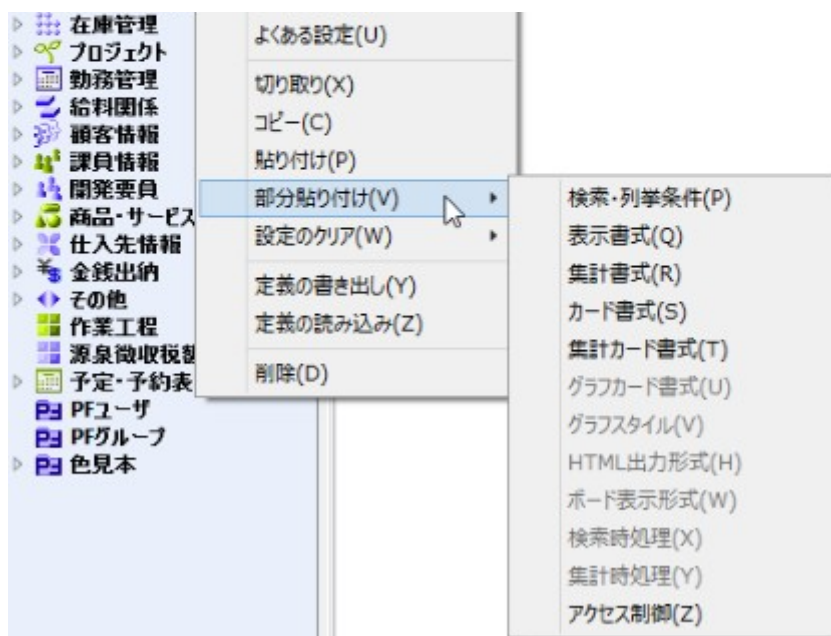 在庫管理
プロジェクト
勤務管理
給料関係
顧客情報
課員情報
開発要員
商品・サービス
仕入先情報
金銭出納
その他
作業工程
源泉徴収税額
予定・予約表
PFユーザ
PFグループ
色見本
よくある設定(U)
切り取り(X)
コピー(C)
貼り付け(P)
部分貼り付け(V)
設定のクリア(W)
定義の書き出し(Y)
定義の読み込み(Z)
削除(D)
検索・列挙条件(P)
表示書式(Q)
集計書式(R)
カード書式(S)
集計カード書式(T)
グラフカード書式(U)
グラフスタイル(V)
HTML出力形式(H)
ボード表示形式(W)
検索時処理(X)
集計時処理(Y)
アクセス制御(Z)